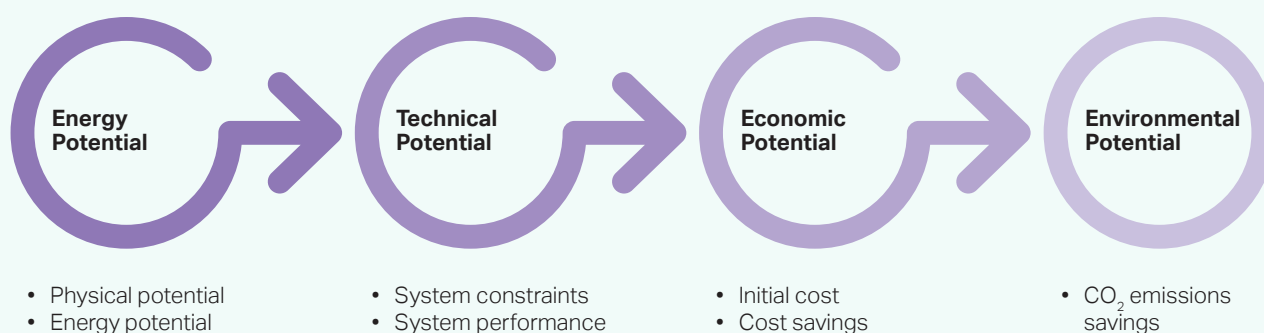 Energy
Potential
Technical
Potential
Economic
Potential
Environmental
Potential
• Physical potential
• Energy potential
• System constraints
• System performance
• Initial cost
• Cost savings
• CO₂ emissions
savings